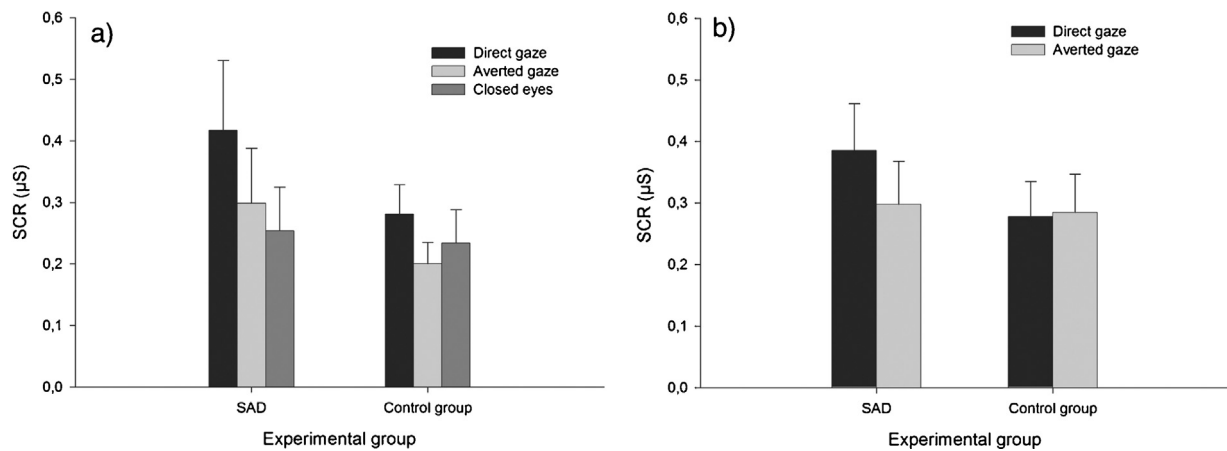 a)
0,6
0,5
0,4
0,3
0,2
0,1
0,0
SCR (µS)
Direct gaze
Averted gaze
Closed eyes
SAD
Control group
Experimental group
b)
0,6
0,5
0,4
0,3
0,2
0,1
0,0
SCR (µS)
Direct gaze
Averted gaze
SAD
Control group
Experimental group